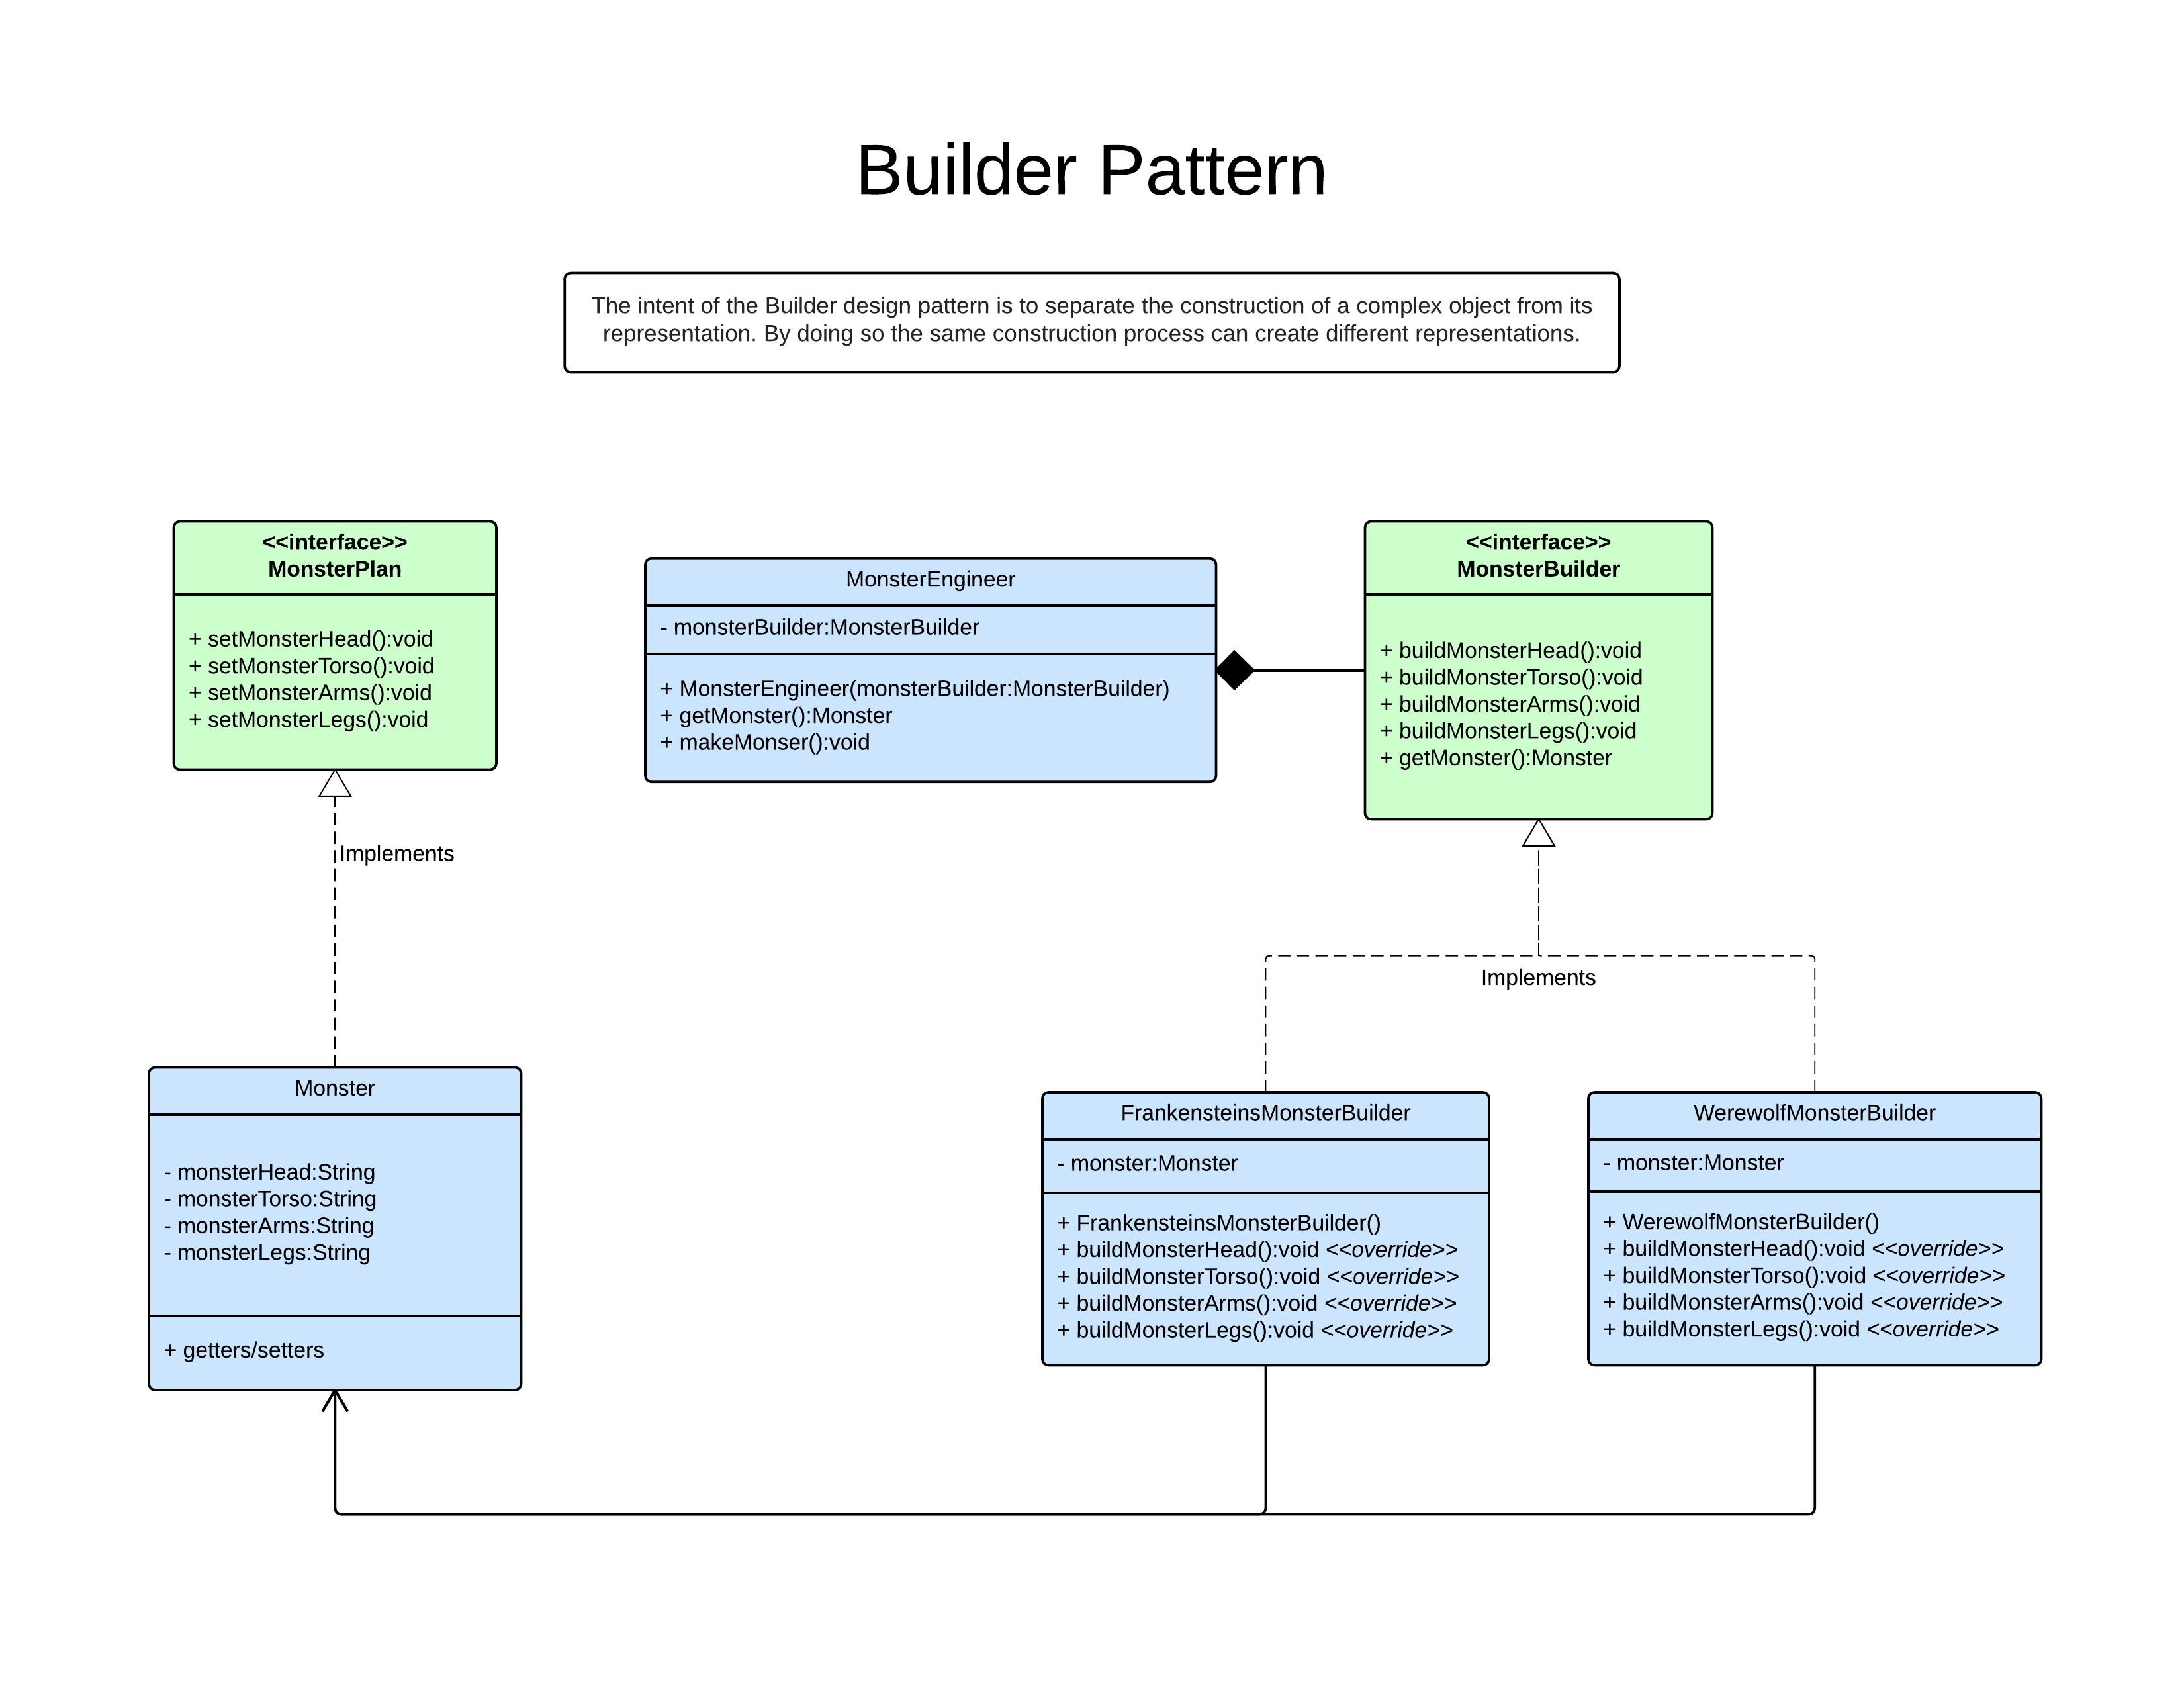 Builder Pattern
The intent of the Builder design pattern is to separate the construction of a complex object from its
representation. By doing so the same construction process can create different representations.
<<interface>>
MonsterPlan
+ setMonsterHead():void
+ setMonsterTorso():void
+ setMonsterArms():void
+ setMonsterLegs():void
MonsterEngineer
- monsterBuilder:MonsterBuilder
+ MonsterEngineer(monsterBuilder:MonsterBuilder)
+ getMonster():Monster
+ makeMonser():void
<<interface>>
MonsterBuilder
+ buildMonsterHead():void
+ buildMonsterTorso():void
+ buildMonsterArms():void
+ buildMonsterLegs():void
+ getMonster():Monster
Implements
Implements
Monster
- monsterHead:String
- monsterTorso:String
- monsterArms:String
- monsterLegs:String
+ getters/setters
FrankensteinsMonsterBuilder
- monster:Monster
+ FrankensteinsMonsterBuilder()
+ buildMonsterHead():void <<override>>
+ buildMonsterTorso():void <<override>>
+ buildMonsterArms():void <<override>>
+ buildMonsterLegs():void <<override>>
WerewolfMonsterBuilder
- monster:Monster
+ WerewolfMonsterBuilder()
+ buildMonsterHead():void <<override>>
+ buildMonsterTorso():void <<override>>
+ buildMonsterArms():void <<override>>
+ buildMonsterLegs():void <<override>>